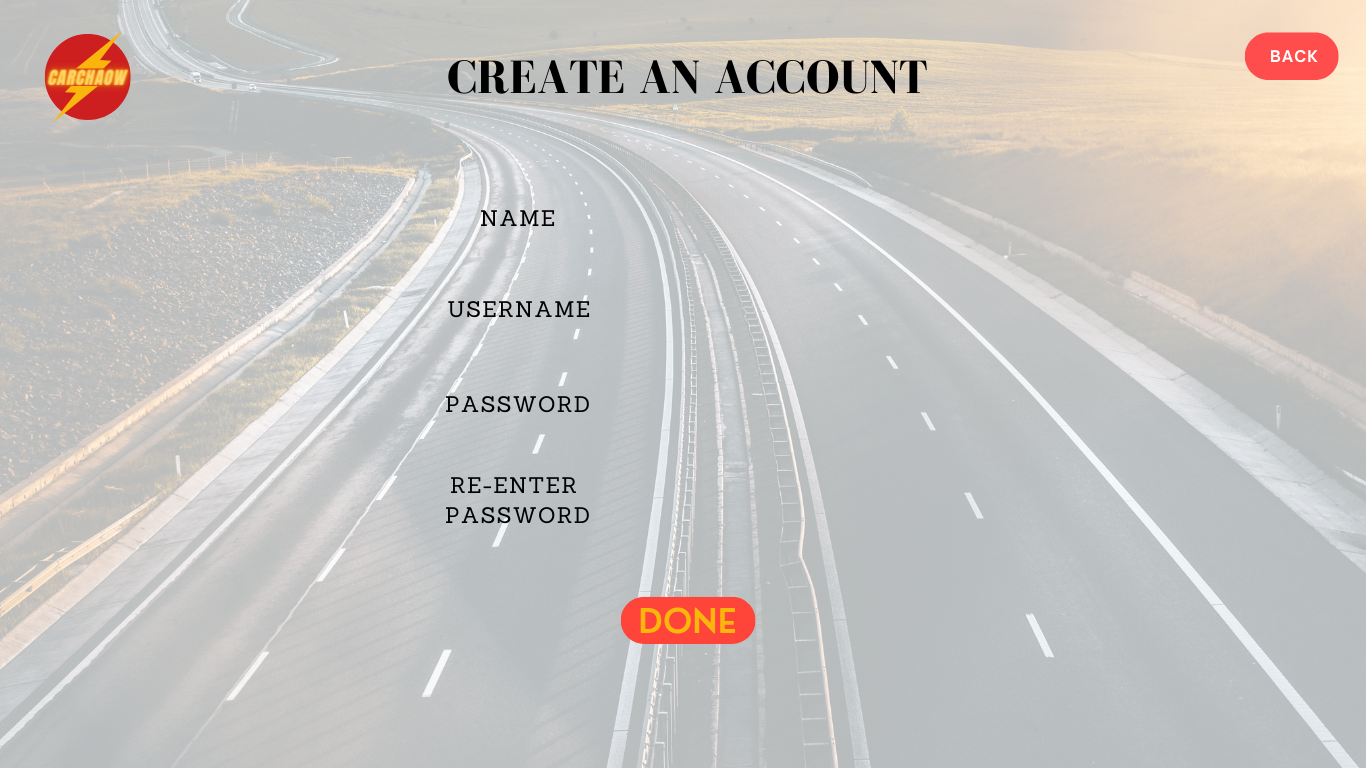 CARCHAOW
CREATE AN ACCOUNT
BACK
NAME
USERNAME
PASSWORD
RE-ENTER
PASSWORD
DONE